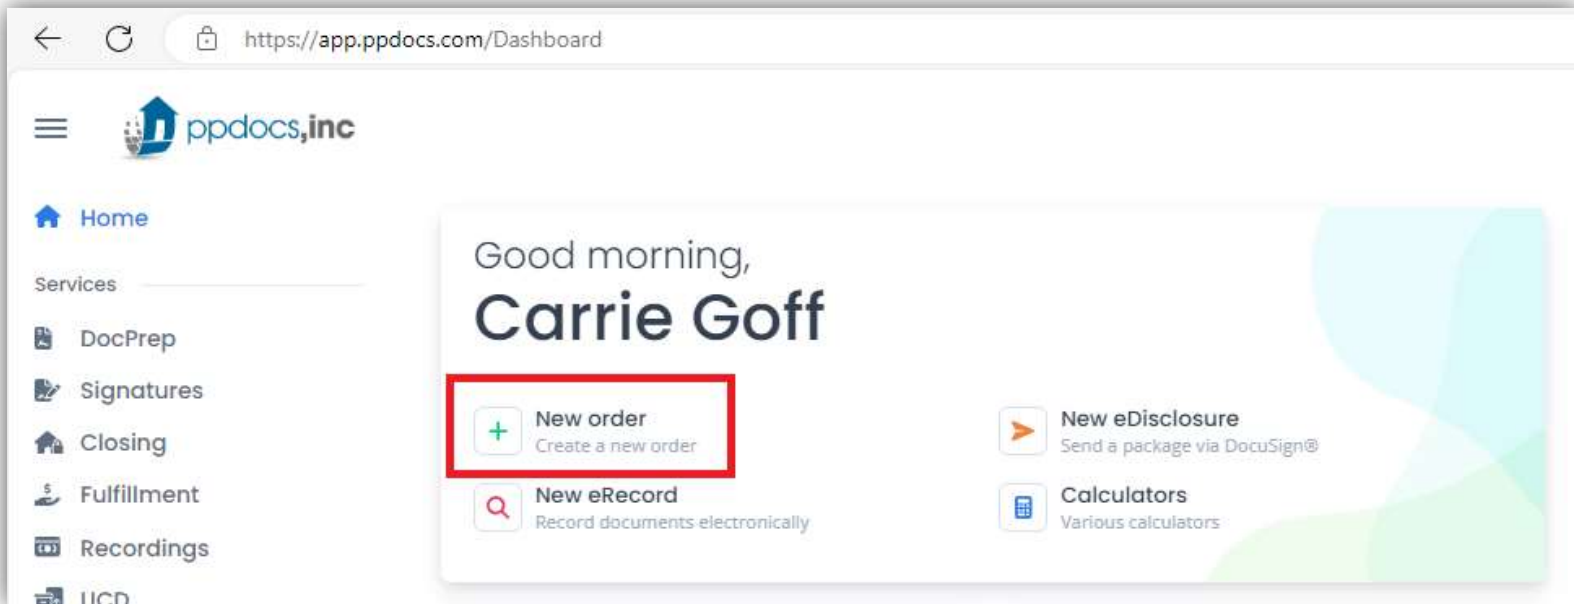 https://app.ppdocs.com/Dashboard
ppdocs,inc
Home
Services
DocPrep
Signatures
Closing
Fulfillment
Recordings
UCD
Good morning,
Carrie Goff
New order
Create a new order
New eDisclosure
Send a package via DocuSign®
New eRecord
Record documents electronically
Calculators
Various calculators